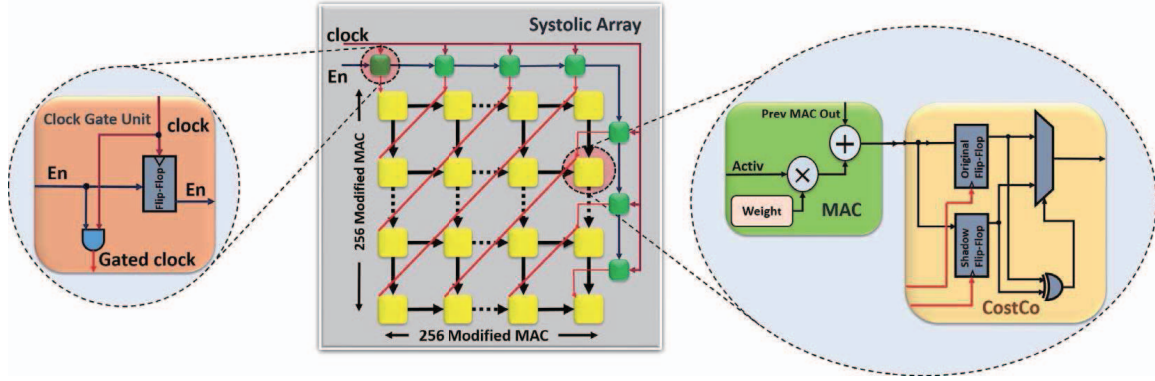 Clock Gate Unit
clock
En
Flip-Flop
En
Gated clock
Systolic Array
clock
En
256 Modified MAC
256 Modified MAC
Prev MAC Out
Activ
Weight
MAC
Original
Flip-Flop
Shadow
Flip-Flop
CostCo